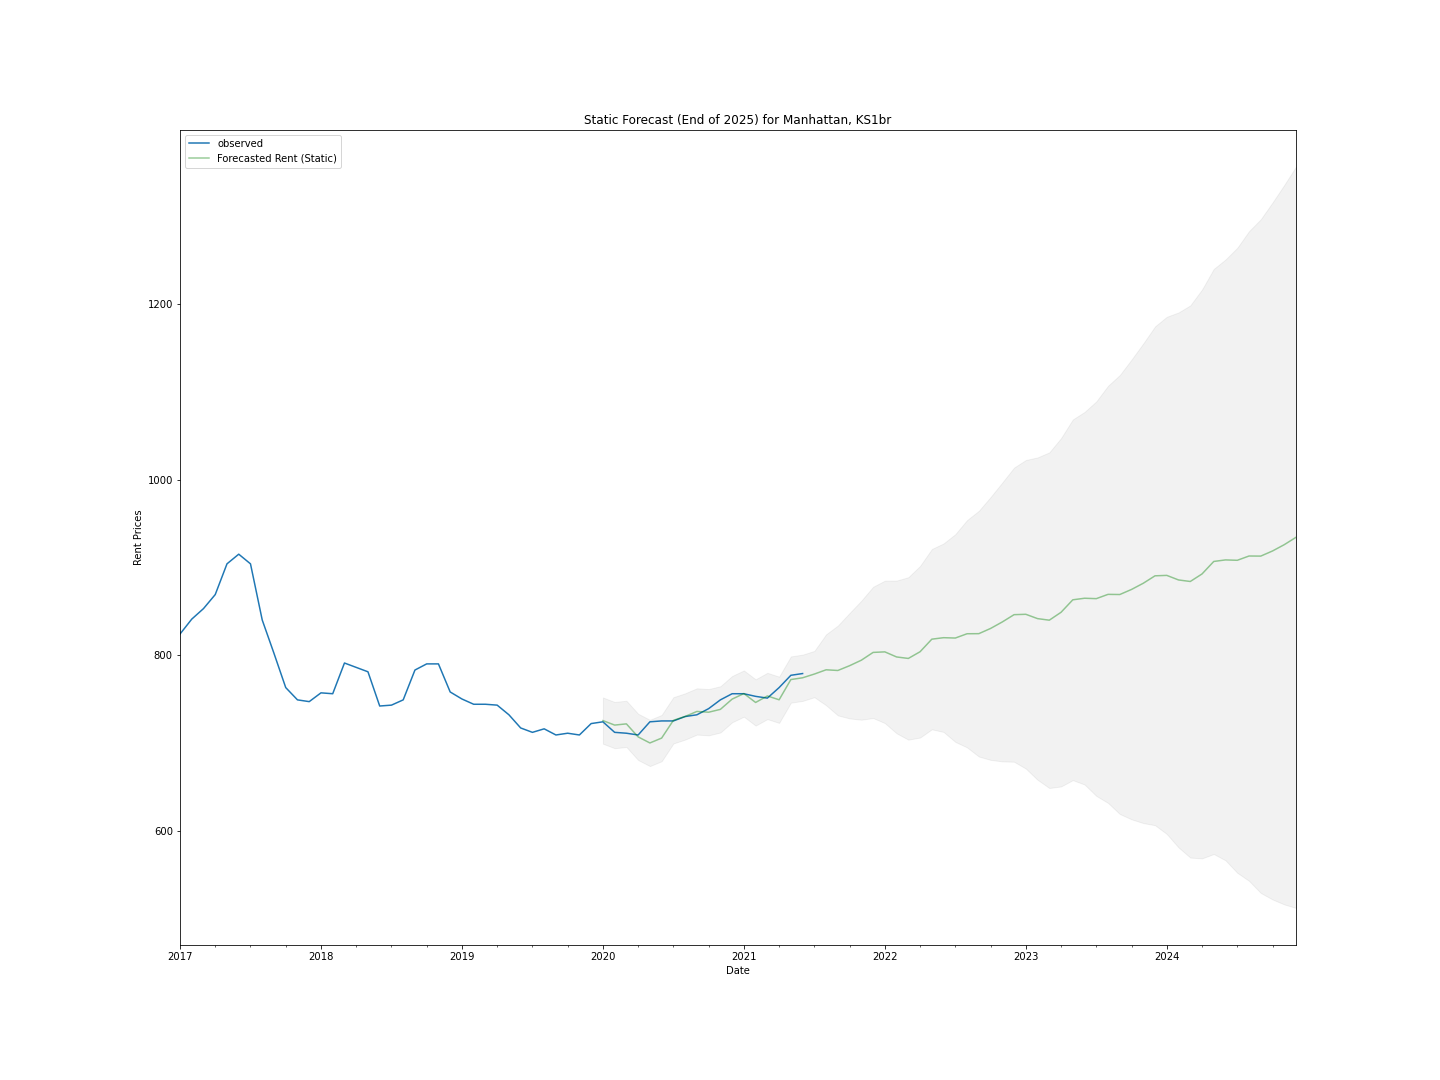 Static Forecast (End of 2025) for Manhattan, KS1br
observed
Forecasted Rent (Static)
1200
1000
800
600
Rent Prices
2017 2018 2019 2020 2021 2022 2023 2024
Date